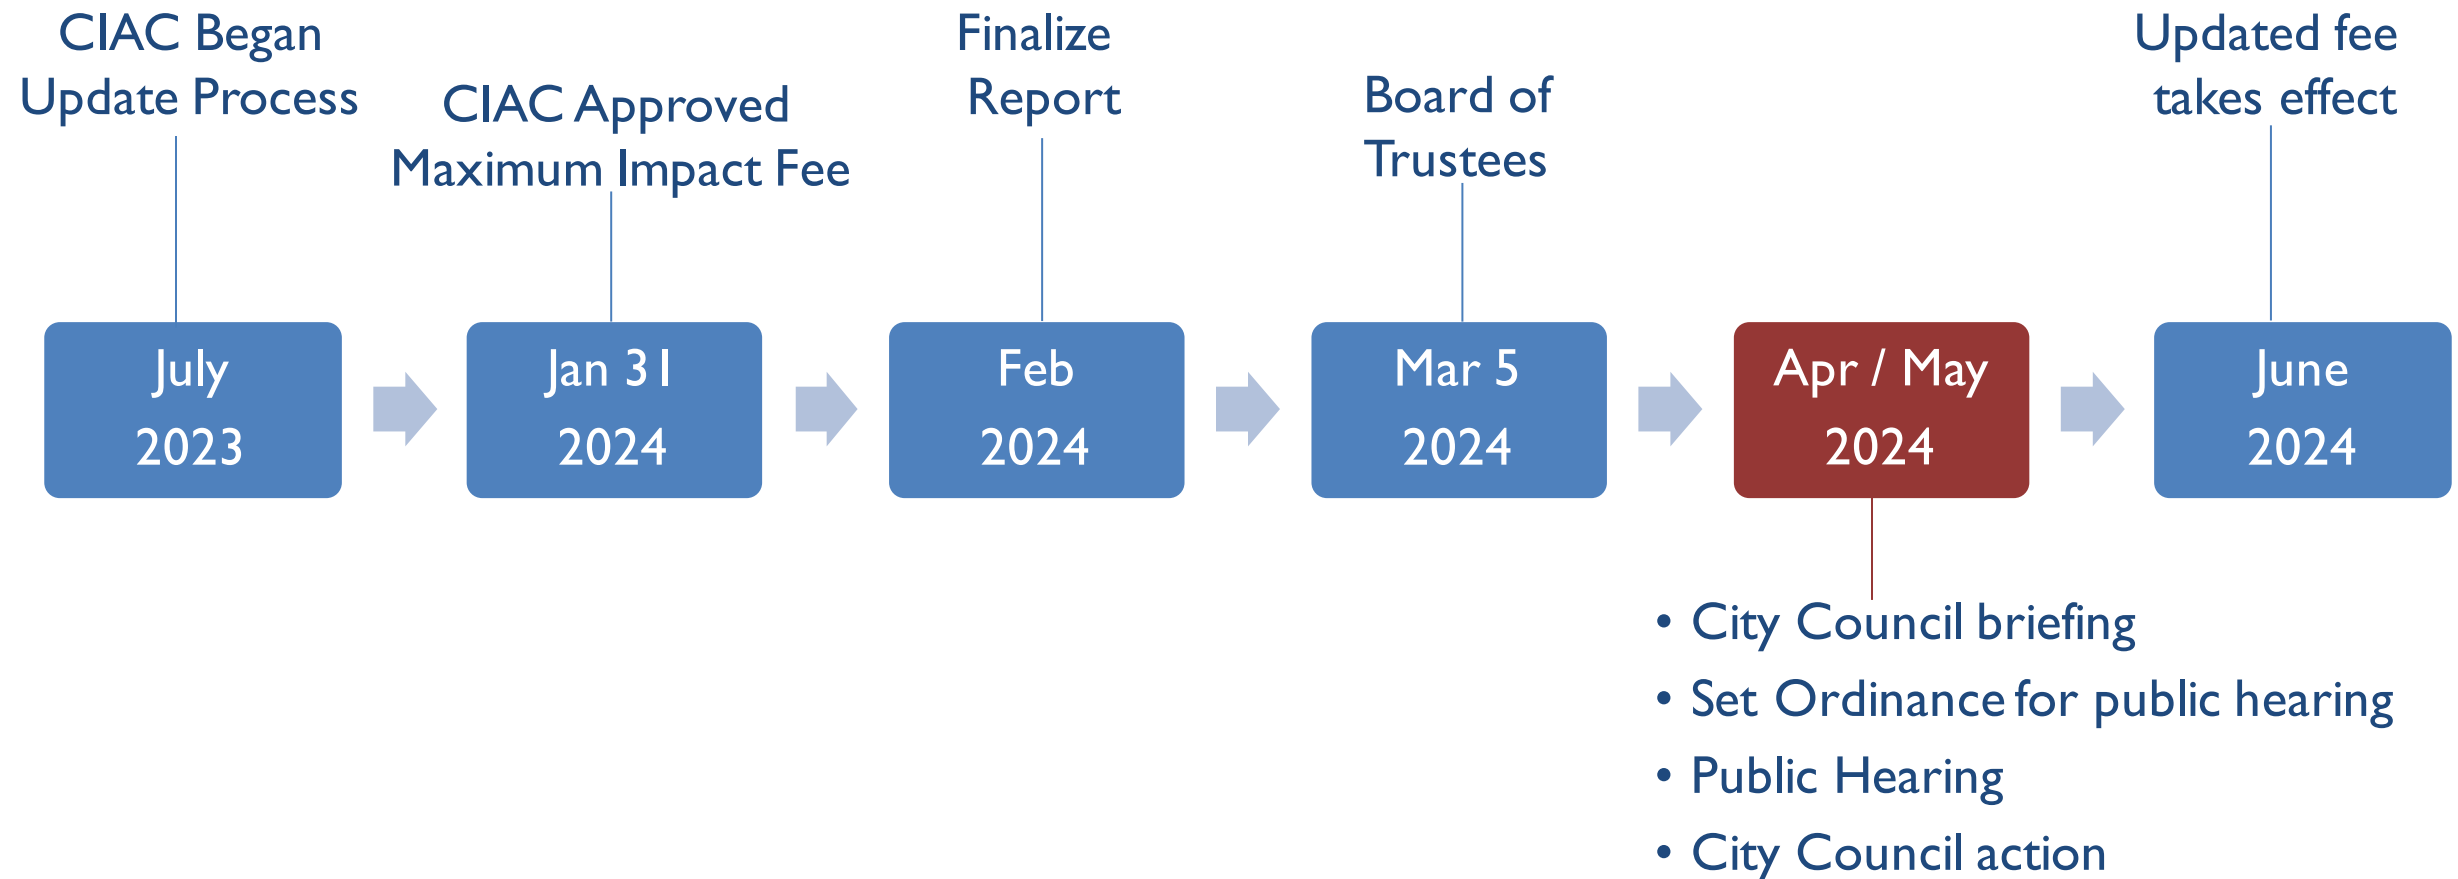 CIAC Began
Update Process
CIAC Approved
Maximum Impact Fee
Finalize
Report
Board of
Trustees
Updated fee
takes effect
July
2023
Jan 31
2024
Feb
2024
Mar 5
2024
Apr / May
2024
June
2024
• City Council briefing
• Set Ordinance for public hearing
• Public Hearing
• City Council action